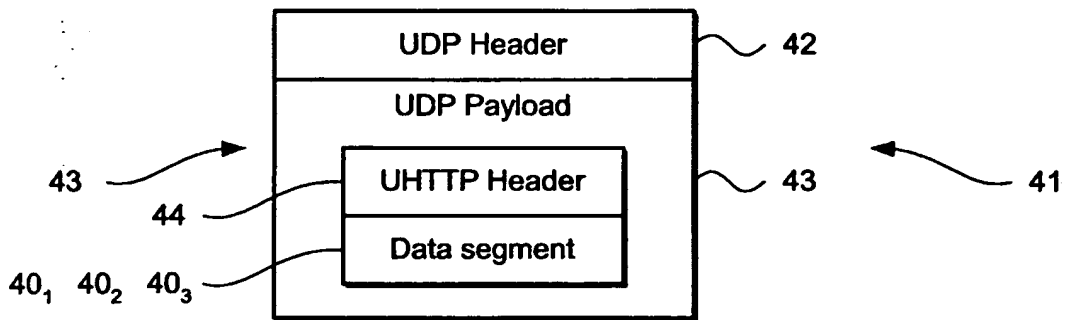 UDP Header 42
UDP Payload
43 UHTTP Header 43 41
44
Data segment
40₁ 40₂ 40₃